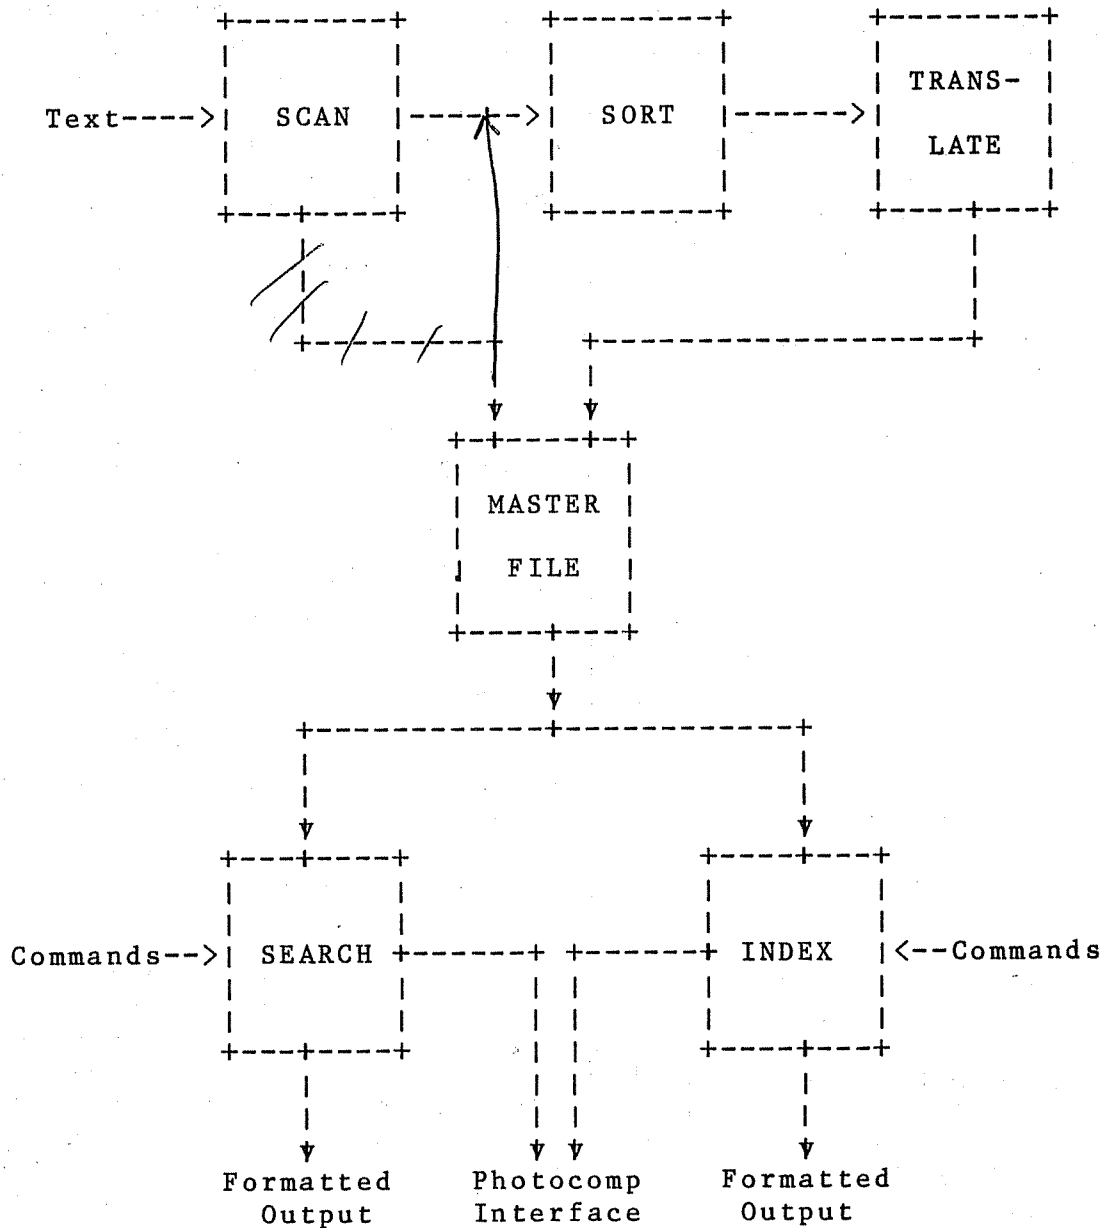 Text
SCAN
SORT
TRANS-
LATE
MASTER
FILE
Commands
SEARCH
INDEX
Commands
Formatted
Output
Photocomp
Interface
Formatted
Output